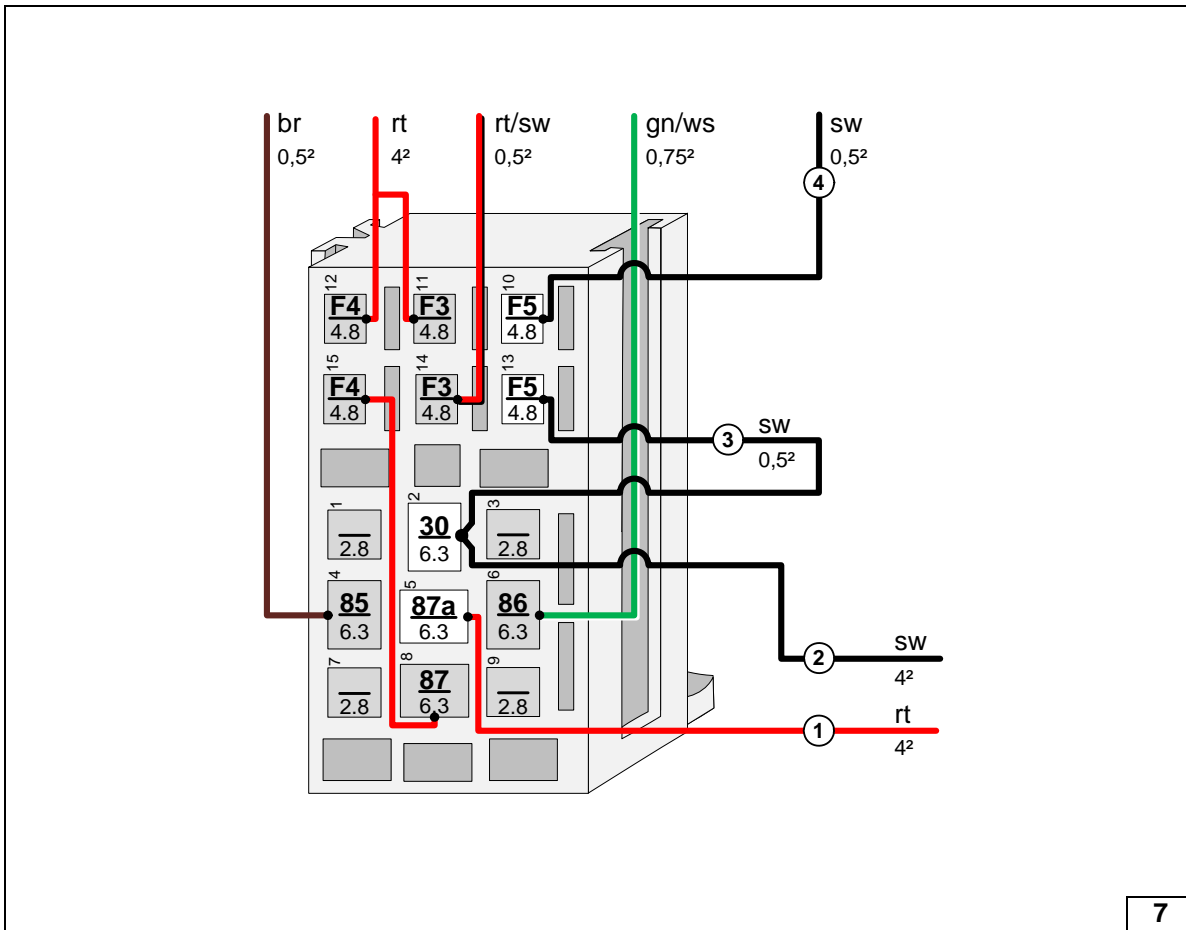 br rt rt/sw gn/ws sw
0,5² 4² 0,5² 0,75² 0,5²
4
12 11 10
F4 F3 F5
4.8 4.8 4.8
15 14 13
F4 F3 F5
4.8 4.8 4.8
3 sw
0,5²
1 2 3
30
2.8 6.3 2.8
4 5 6
85 87a 86
6.3 6.3 6.3
2 sw
4²
7 8 9
87
2.8 6.3 2.8
1 rt
4²
7